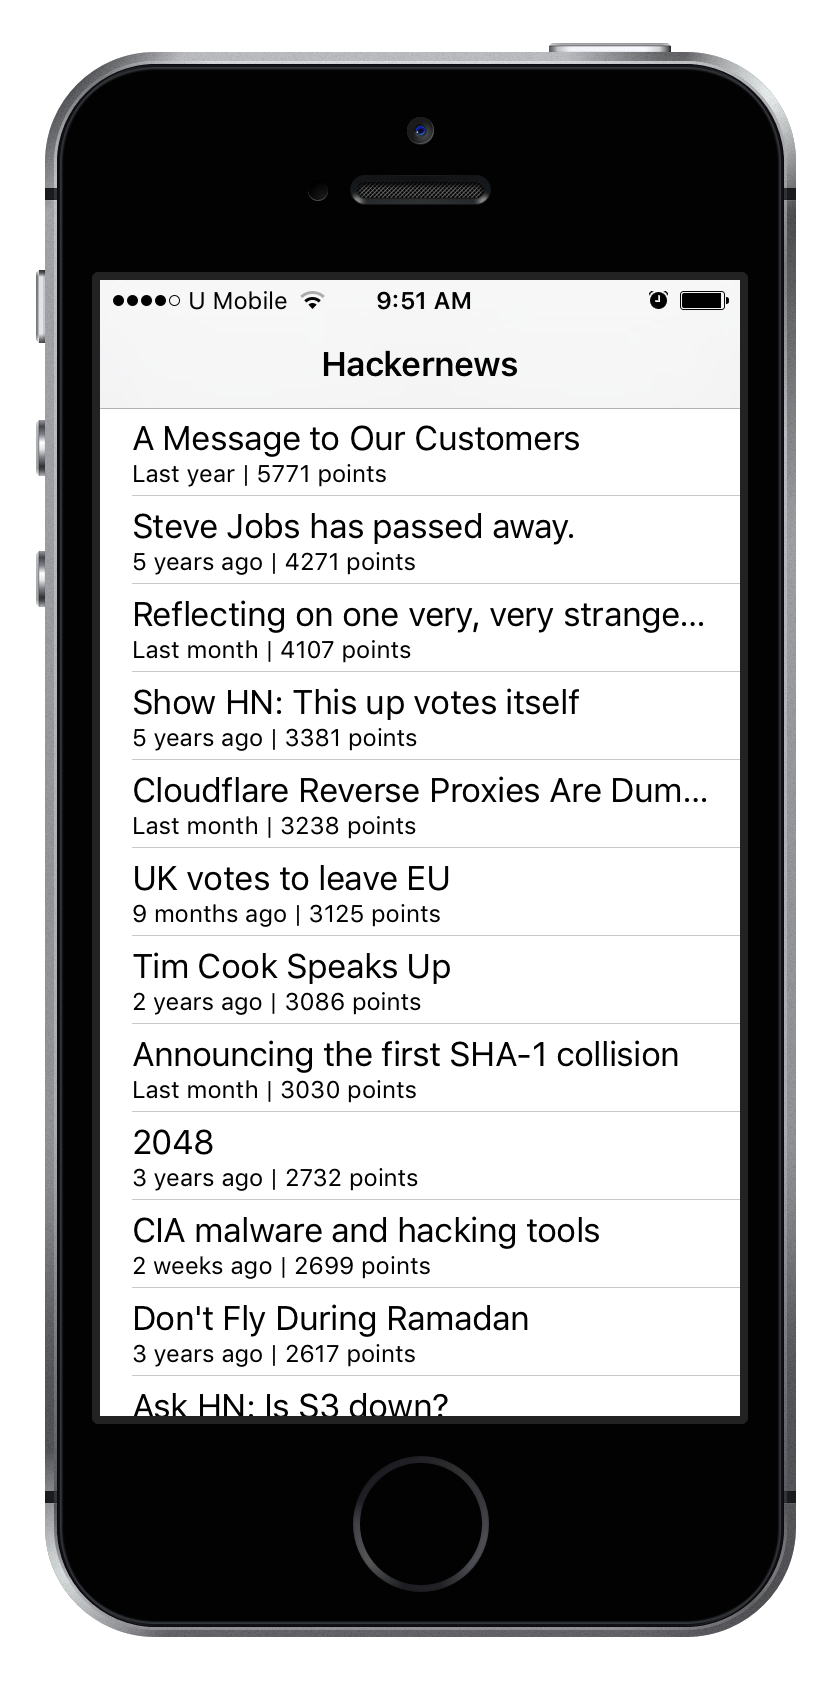 U Mobile 9:51 AM
Hackernews
A Message to Our Customers
Last year | 5771 points
Steve Jobs has passed away.
5 years ago | 4271 points
Reflecting on one very, very strange...
Last month | 4107 points
Show HN: This up votes itself
5 years ago | 3381 points
Cloudflare Reverse Proxies Are Dum...
Last month | 3238 points
UK votes to leave EU
9 months ago | 3125 points
Tim Cook Speaks Up
2 years ago | 3086 points
Announcing the first SHA-1 collision
Last month | 3030 points
2048
3 years ago | 2732 points
CIA malware and hacking tools
2 weeks ago | 2699 points
Don't Fly During Ramadan
3 years ago | 2617 points
Ask HN: Is S3 down?